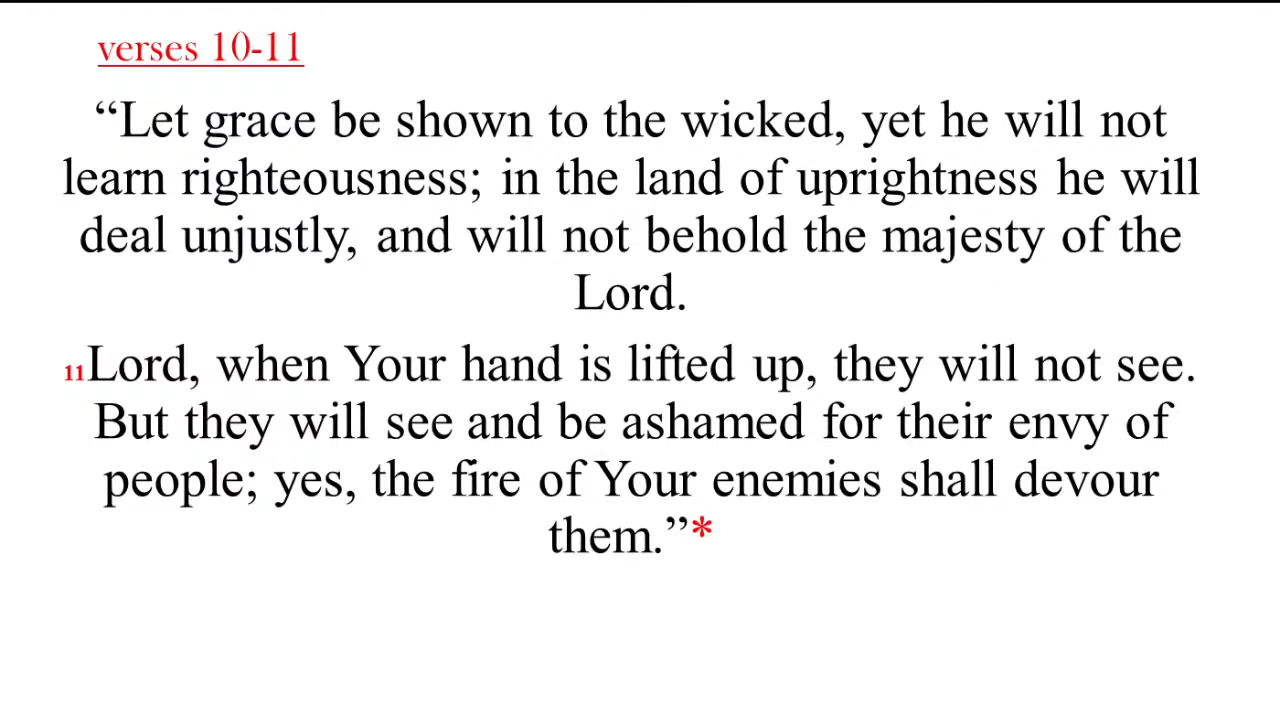 verses 10-11
“Let grace be shown to the wicked, yet he will not
learn righteousness; in the land of uprightness he will
deal unjustly, and will not behold the majesty of the
Lord.
11Lord, when Your hand is lifted up, they will not see.
But they will see and be ashamed for their envy of
people; yes, the fire of Your enemies shall devour
them.”*